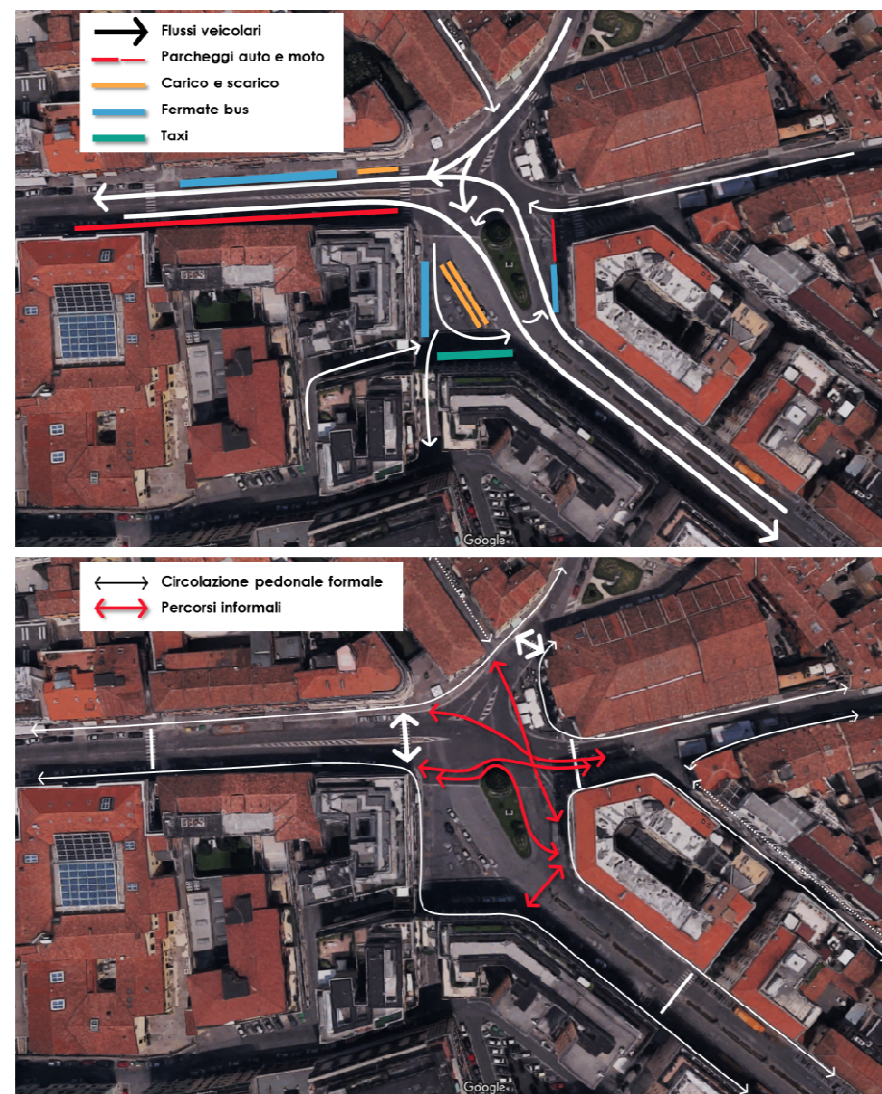 Flussi veicolari
Parcheggi auto e moto
Carico e scarico
Fermate bus
Taxi
Google
Circolazione pedonale formale
Percorsi informali
Google